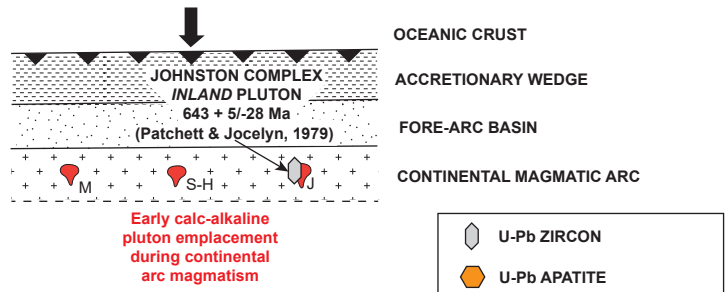 OCEANIC CRUST
JOHNSTON COMPLEX
INLAND PLUTON
643 + 5/-28 Ma
(Patchett & Jocelyn, 1979)
ACCRETIONARY WEDGE
FORE-ARC BASIN
M
S-H
J
CONTINENTAL MAGMATIC ARC
Early calc-alkaline
pluton emplacement
during continental
arc magmatism
U-Pb ZIRCON
U-Pb APATITE